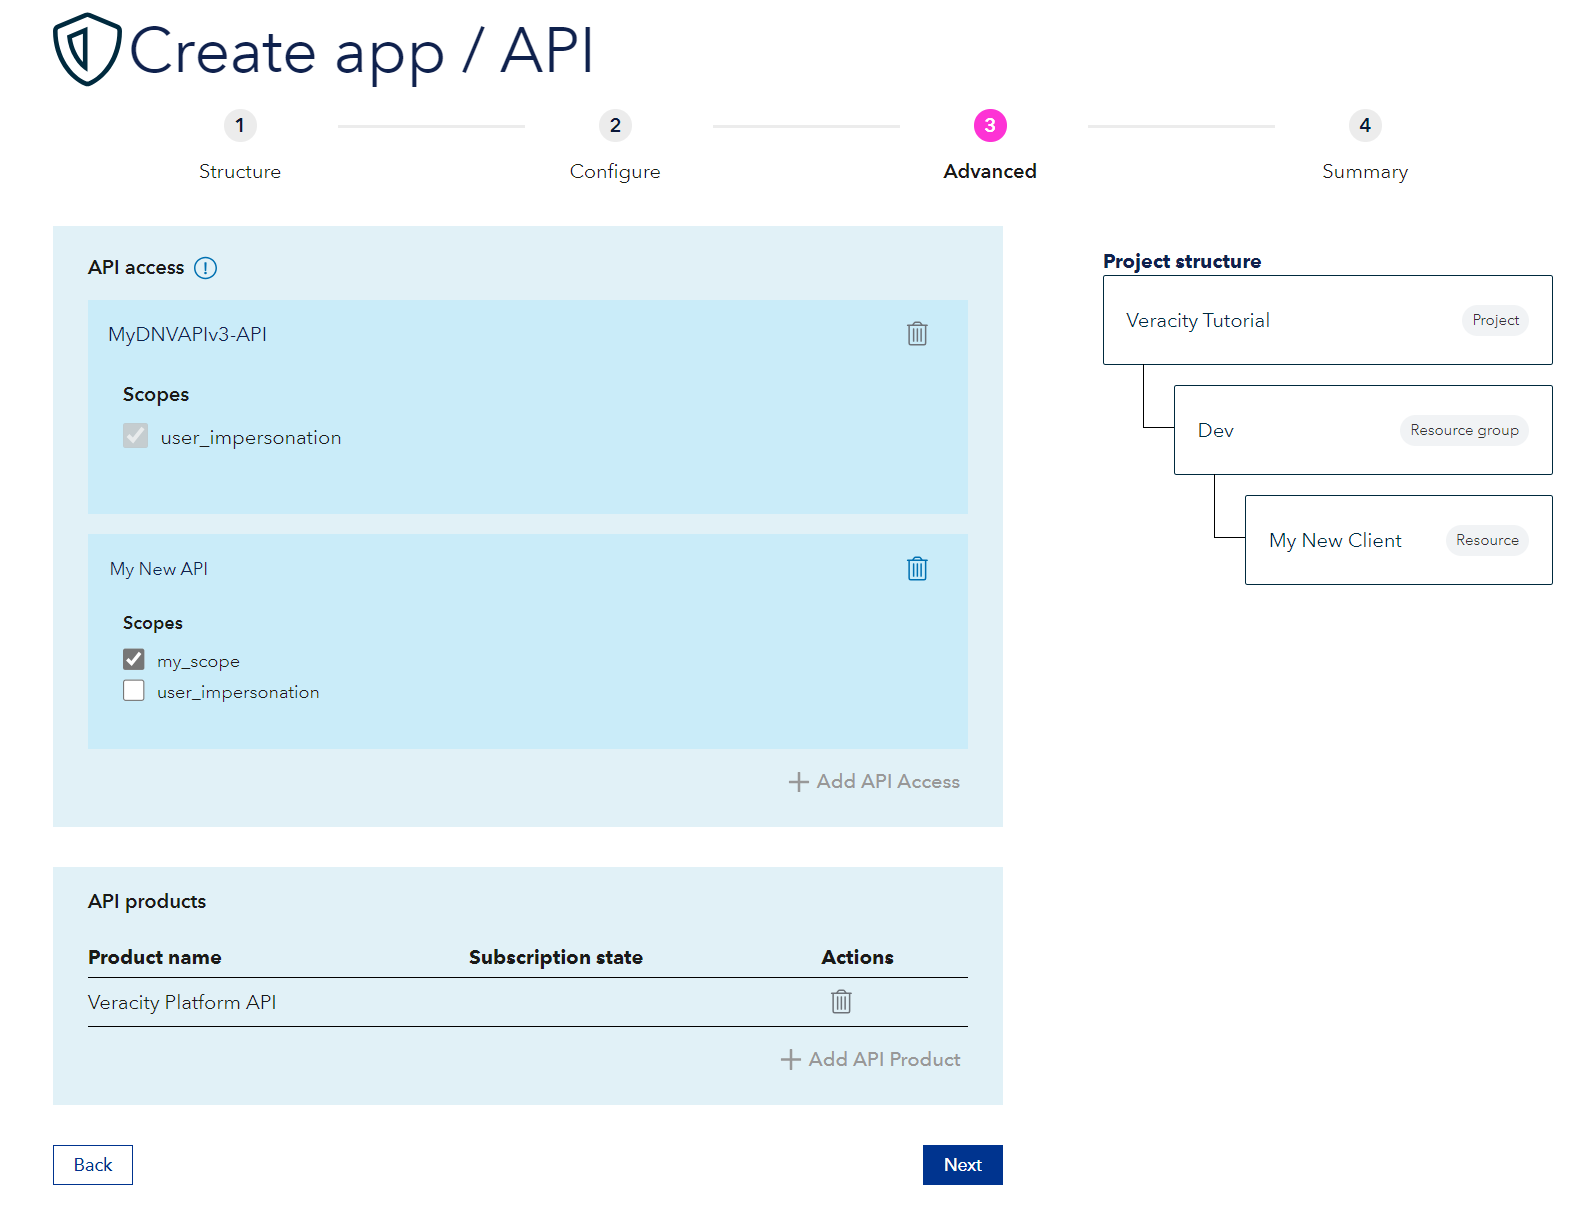 Create app / API
1
2
3
4
Structure
Configure
Advanced
Summary
API access
MyDNVAPIv3-API
Scopes
user_impersonation
My New API
Scopes
my_scope
user_impersonation
Add API Access
API products
Product name Subscription state Actions
Veracity Platform API
Add API Product
Back
Next
Project structure
Veracity Tutorial Project
Dev Resource group
My New Client Resource